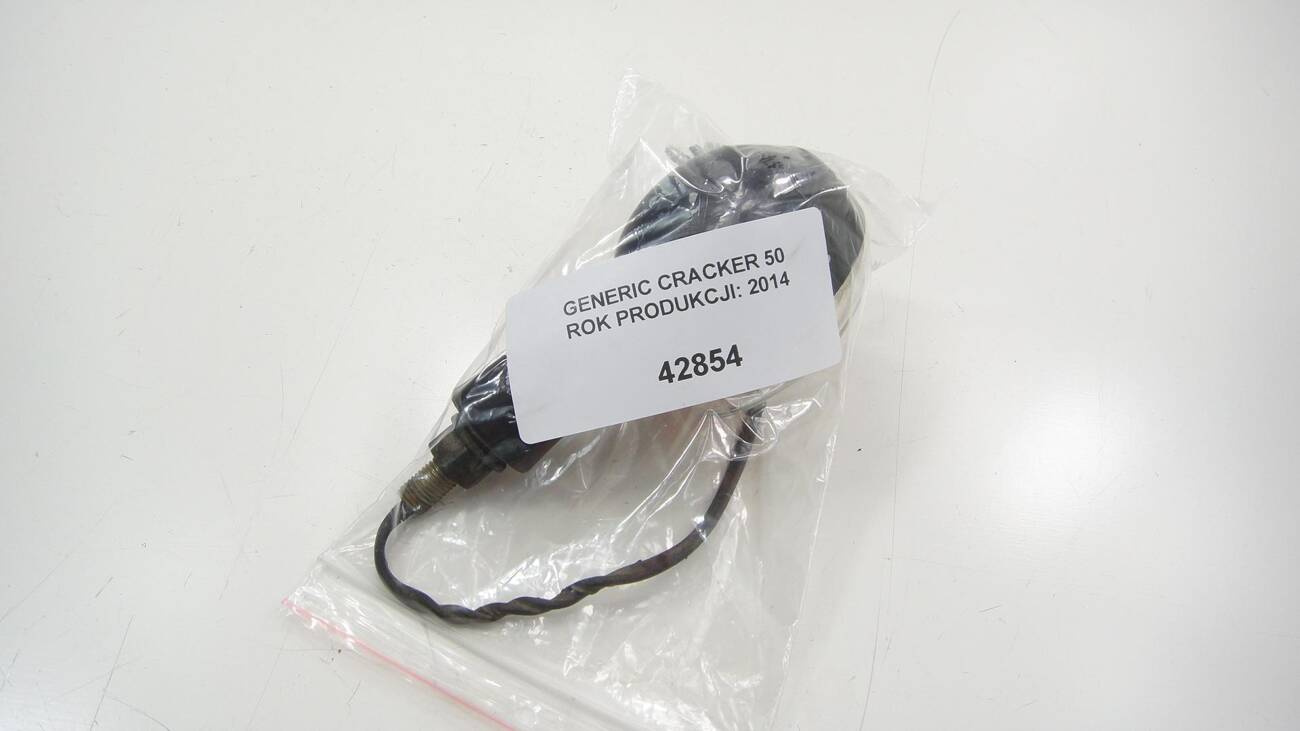 GENERIC CRACKER 50
ROK PRODUKCJI: 2014
42854